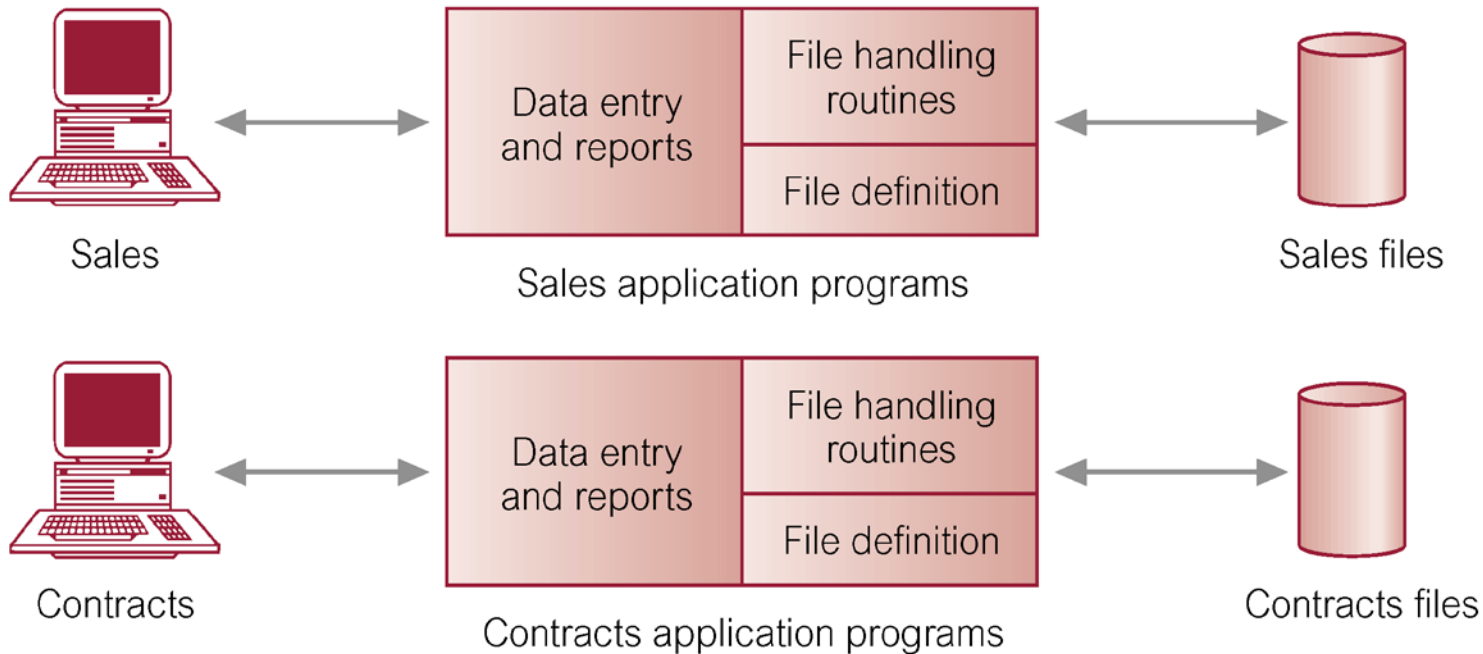 Sales
Data entry
and reports
File handling
routines
File definition
Sales application programs
Sales files
Contracts
Data entry
and reports
File handling
routines
File definition
Contracts application programs
Contracts files